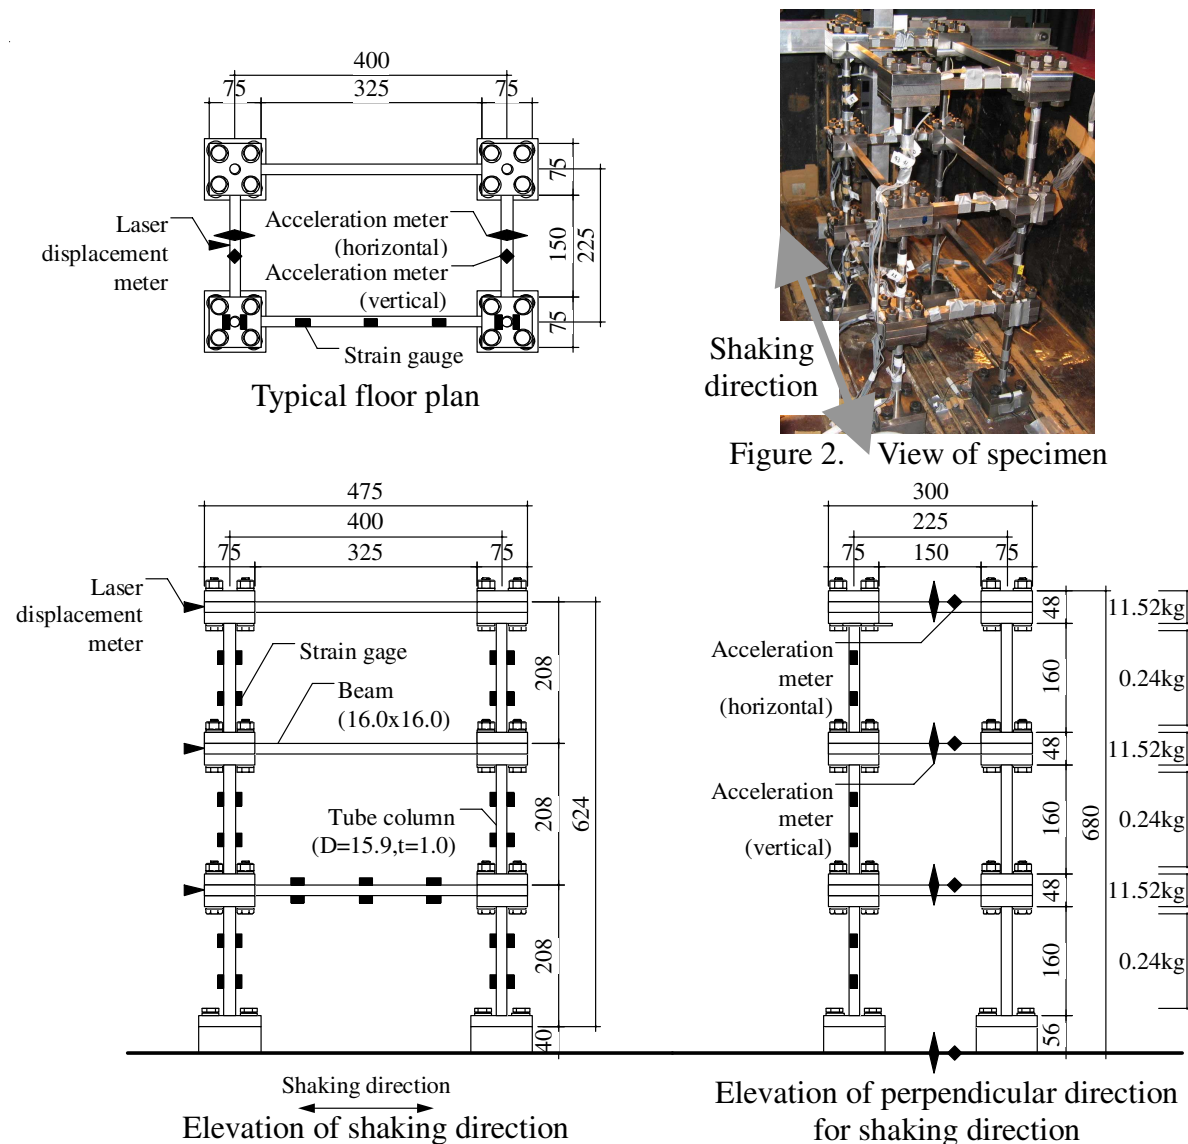 400
75
325
75
75
150
225
75
Laser
displacement
meter
Acceleration meter
(horizontal)
Acceleration meter
(vertical)
Strain gauge
Typical floor plan
Shaking
direction
Figure 2. View of specimen
475
400
75
325
75
Laser
displacement
meter
Strain gage
Beam
(16.0x16.0)
Tube column
(D=15.9,t=1.0)
208
208
208
624
40
Shaking direction
Elevation of shaking direction
300
225
75
150
75
Acceleration
meter
(horizontal)
Acceleration
meter
(vertical)
48
160
48
160
48
160
56
680
11.52kg
0.24kg
11.52kg
0.24kg
11.52kg
0.24kg
Elevation of perpendicular direction
for shaking direction